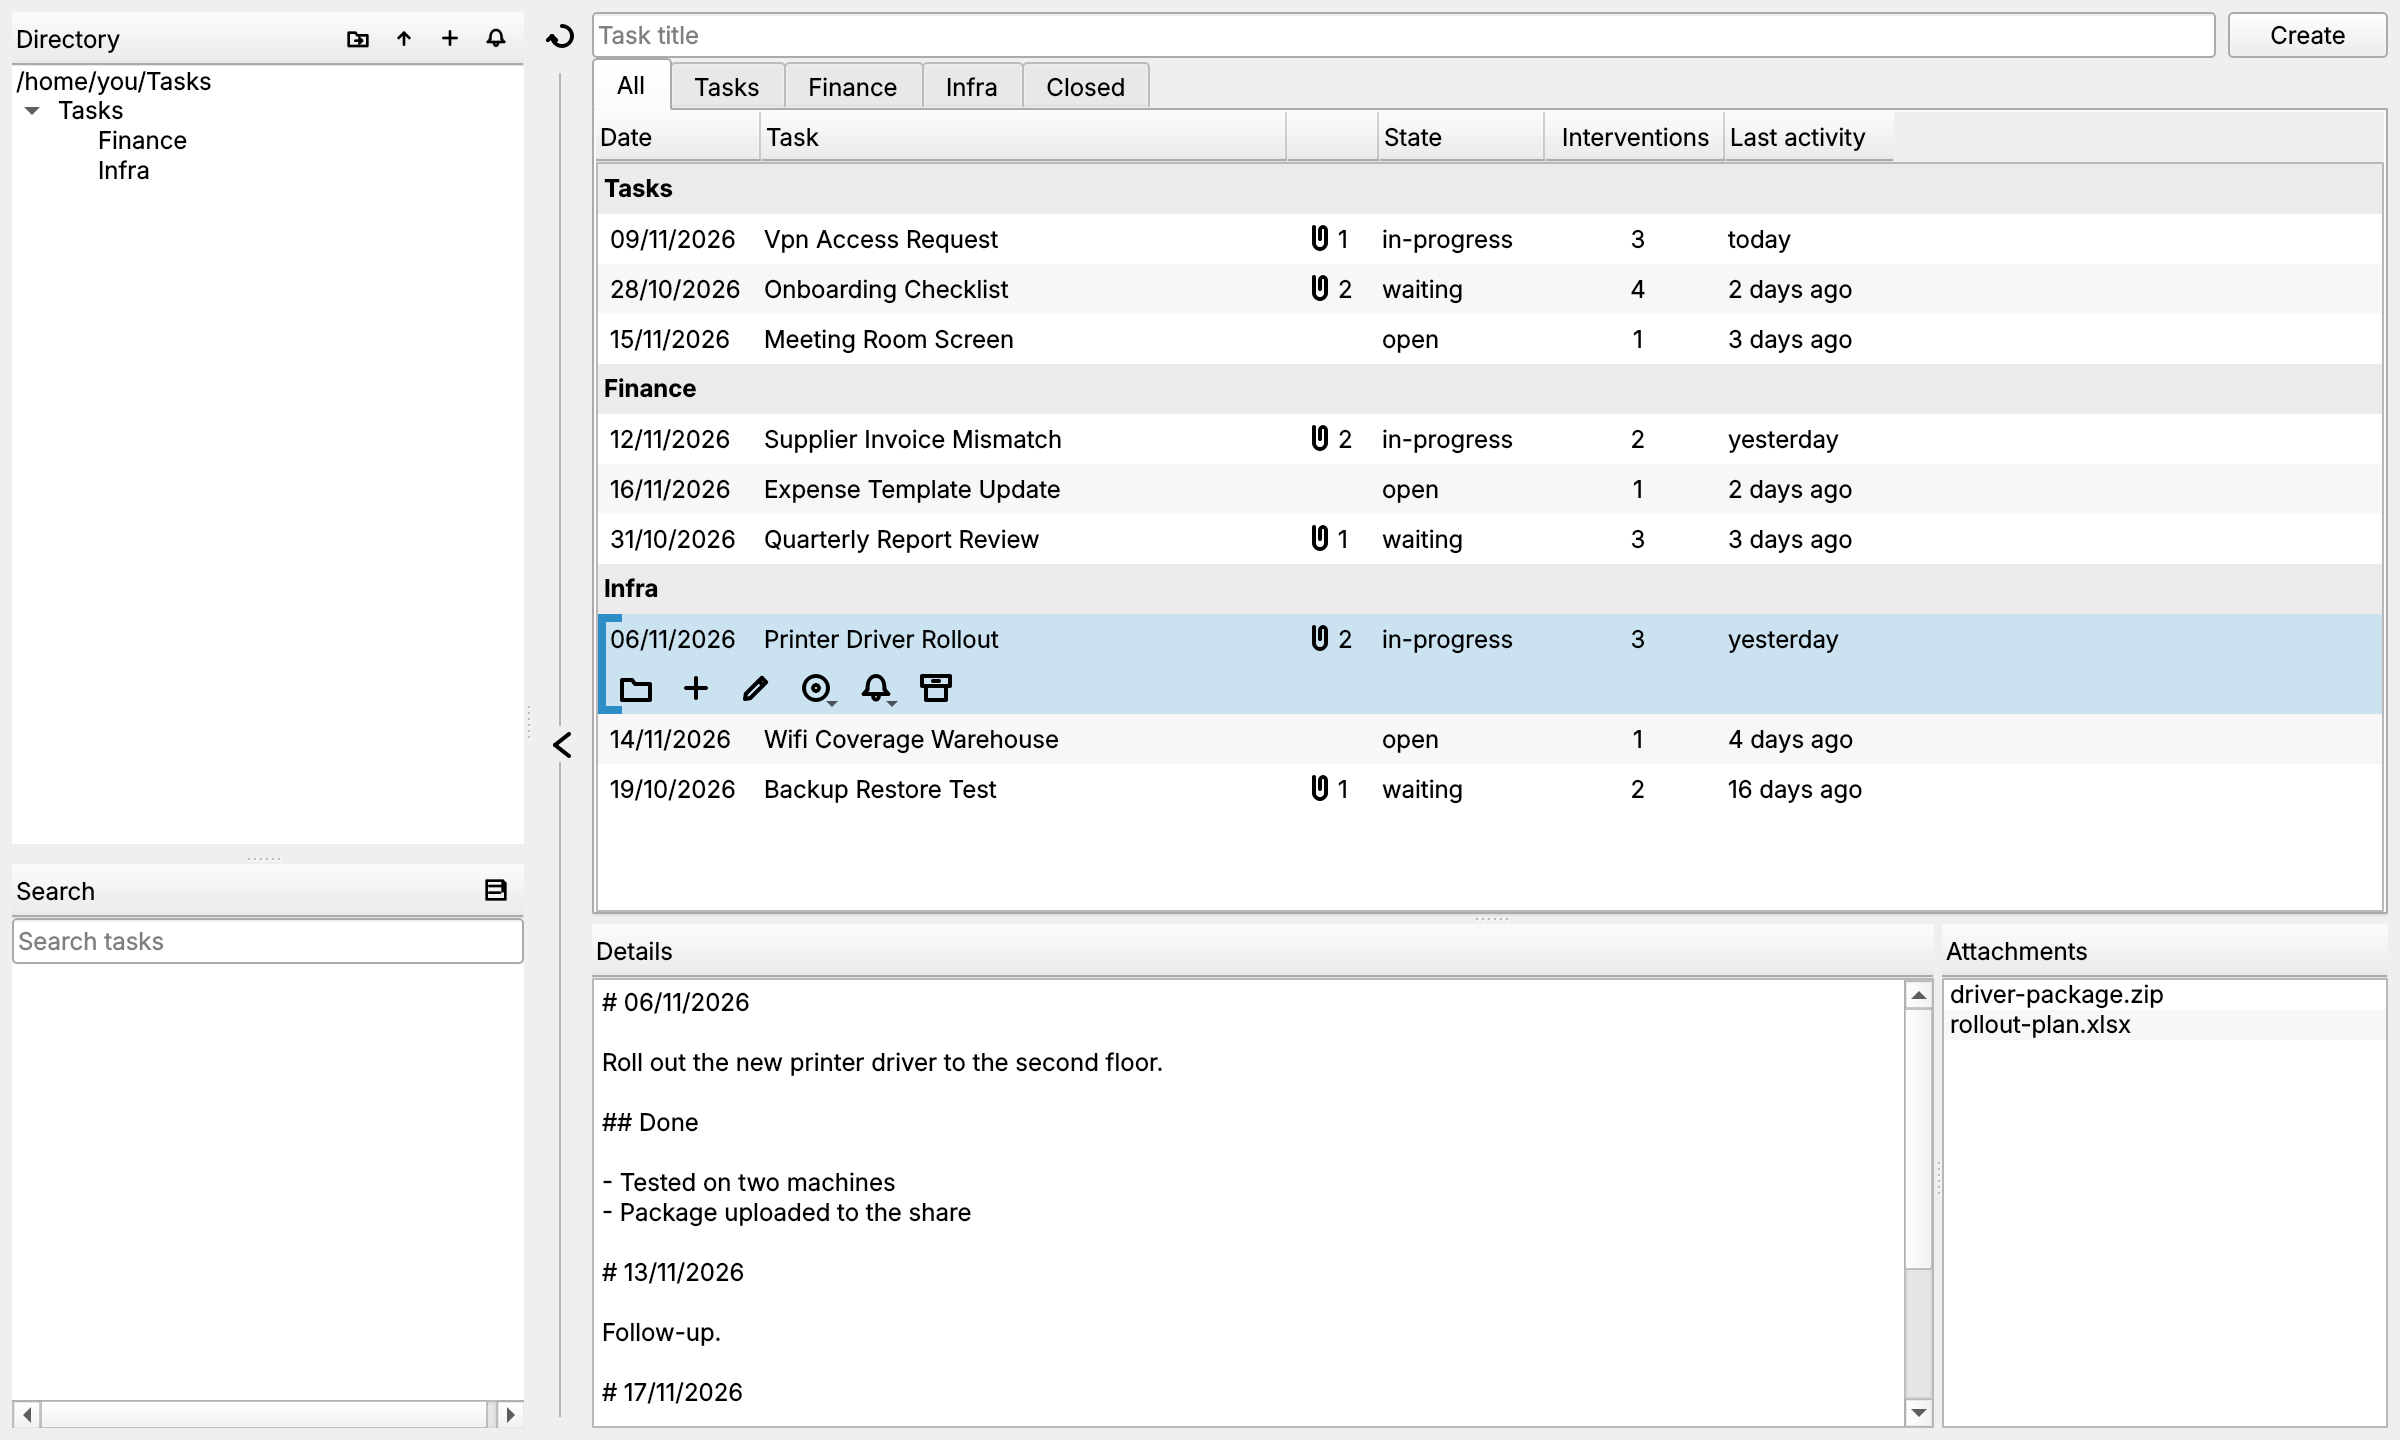 Directory
/home/you/Tasks
Tasks
Finance
Infra
Search
Search tasks
Task title
Create
All Tasks Finance Infra Closed
Date Task State Interventions Last activity
Tasks
09/11/2026 Vpn Access Request 1 in-progress 3 today
28/10/2026 Onboarding Checklist 2 waiting 4 2 days ago
15/11/2026 Meeting Room Screen open 1 3 days ago
Finance
12/11/2026 Supplier Invoice Mismatch 2 in-progress 2 yesterday
16/11/2026 Expense Template Update open 1 2 days ago
31/10/2026 Quarterly Report Review 1 waiting 3 3 days ago
Infra
06/11/2026 Printer Driver Rollout 2 in-progress 3 yesterday
14/11/2026 Wifi Coverage Warehouse open 1 4 days ago
19/10/2026 Backup Restore Test 1 waiting 2 16 days ago
Details
# 06/11/2026
Roll out the new printer driver to the second floor.
## Done
- Tested on two machines
- Package uploaded to the share
# 13/11/2026
Follow-up.
# 17/11/2026
Attachments
driver-package.zip
rollout-plan.xlsx